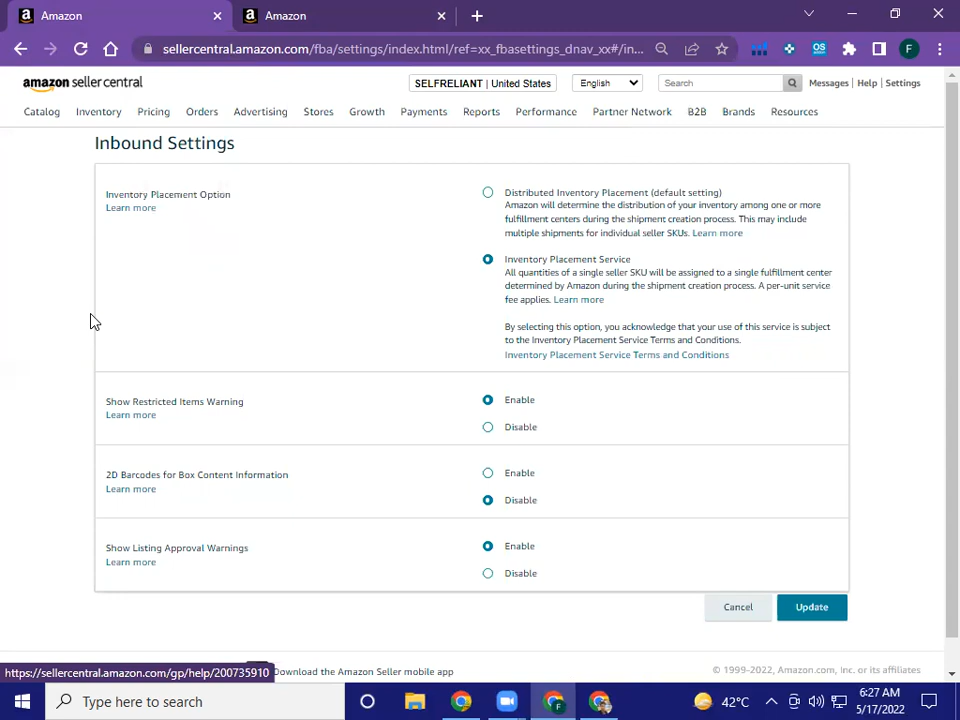 Amazon
Amazon
sellercentral.amazon.com/fba/settings/index.html/ref=xx_fbasettings_dnav_xx#/in...
OS
F
amazon seller central
SELFRELIANT | United States
English
Search
Messages | Help | Settings
Catalog Inventory Pricing Orders Advertising Stores Growth Payments Reports Performance Partner Network B2B Brands Resources
Inbound Settings
Inventory Placement Option
Learn more
Distributed Inventory Placement (default setting)
Amazon will determine the distribution of your inventory among one or more
fulfillment centers during the shipment creation process. This may include
multiple shipments for individual seller SKUs. Learn more
Inventory Placement Service
All quantities of a single seller SKU will be assigned to a single fulfillment center
determined by Amazon during the shipment creation process. A per-unit service
fee applies. Learn more
By selecting this option, you acknowledge that your use of this service is subject
to the Inventory Placement Service Terms and Conditions.
Inventory Placement Service Terms and Conditions
Show Restricted Items Warning
Learn more
Enable
Disable
2D Barcodes for Box Content Information
Learn more
Enable
Disable
Show Listing Approval Warnings
Learn more
Enable
Disable
Cancel
Update
https://sellercentral.amazon.com/gp/help/200735910
Download the Amazon Seller mobile app
© 1999-2022, Amazon.com, Inc. or its affiliates
Type here to search
F
42°C
6:27 AM
5/17/2022